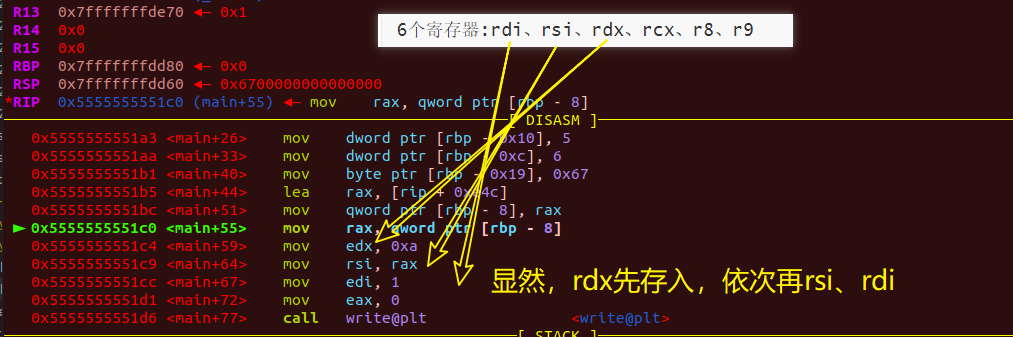 R13 0x7fffffffde70 ◂— 0x1
R14 0x0
R15 0x0
RBP 0x7fffffffdd80 ◂— 0x0
RSP 0x7fffffffdd60 ◂— 0x6700000000000000
*RIP 0x5555555551c0 (main+55) ◂— mov rax, qword ptr [rbp - 8]
6个寄存器:rdi、rsi、rdx、rcx、r8、r9
[ DISASM ]
0x5555555551a3 <main+26> mov dword ptr [rbp - 0x10], 5
0x5555555551aa <main+33> mov dword ptr [rbp - 0xc], 6
0x5555555551b1 <main+40> mov byte ptr [rbp - 0x19], 0x67
0x5555555551b5 <main+44> lea rax, [rip + 0xe4c]
0x5555555551bc <main+51> mov qword ptr [rbp - 8], rax
► 0x5555555551c0 <main+55> mov rax, qword ptr [rbp - 8]
0x5555555551c4 <main+59> mov edx, 0xa
0x5555555551c9 <main+64> mov rsi, rax
0x5555555551cc <main+67> mov edi, 1
0x5555555551d1 <main+72> mov eax, 0
0x5555555551d6 <main+77> call write@plt <write@plt>
显然，rdx先存入，依次再rsi、rdi
[ STACK ]